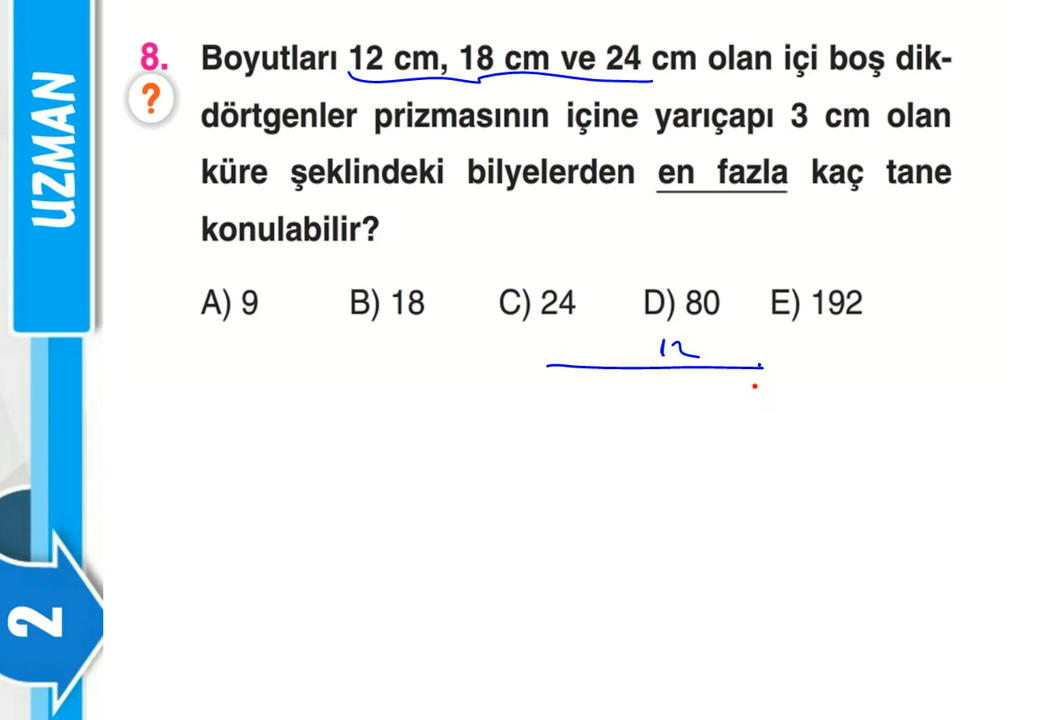 UZMAN
8. Boyutları 12 cm, 18 cm ve 24 cm olan içi boş dik-
?
dörtgenler prizmasının içine yarıçapı 3 cm olan
küre şeklindeki bilyelerden en fazla kaç tane
konulabilir?
A) 9 B) 18 C) 24 D) 80 E) 192
12
2